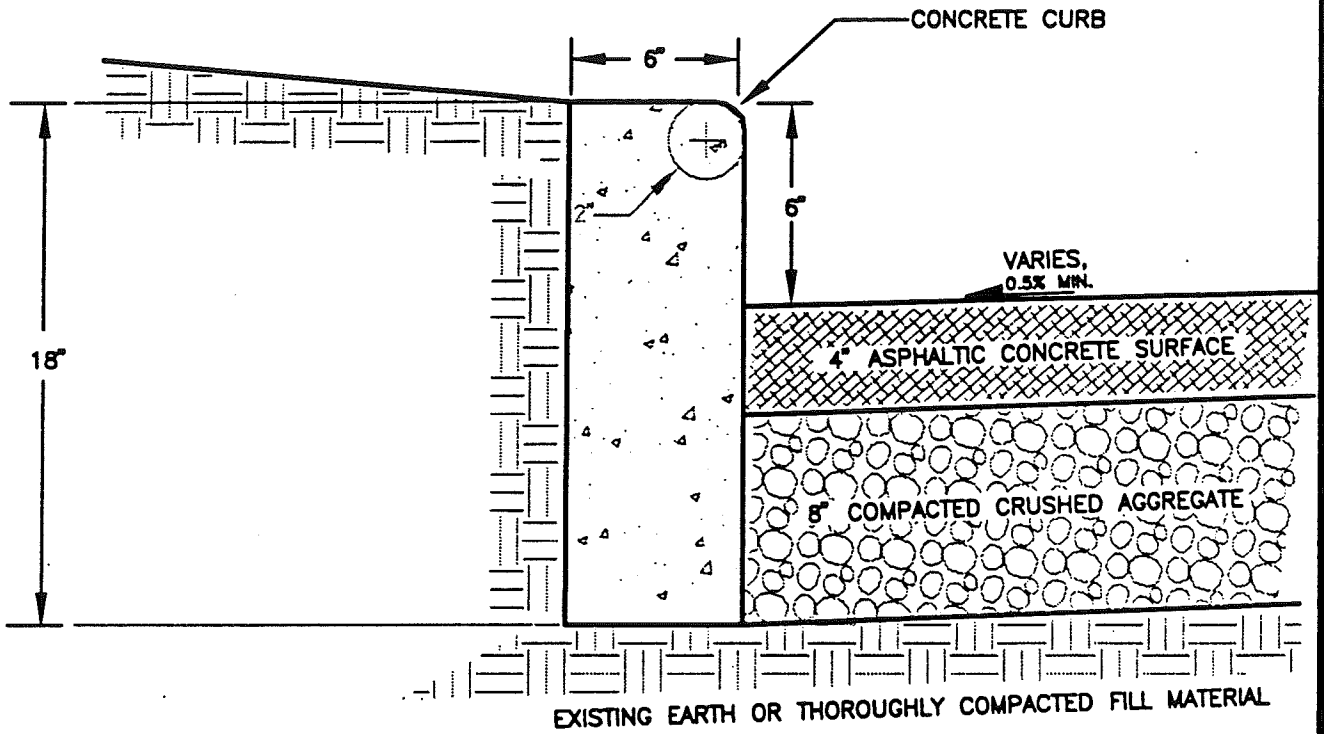 CONCRETE CURB
6"
2"
6"
18"
VARIES,
0.5% MIN.
4" ASPHALTIC CONCRETE SURFACE
8" COMPACTED CRUSHED AGGREGATE
EXISTING EARTH OR THOROUGHLY COMPACTED FILL MATERIAL